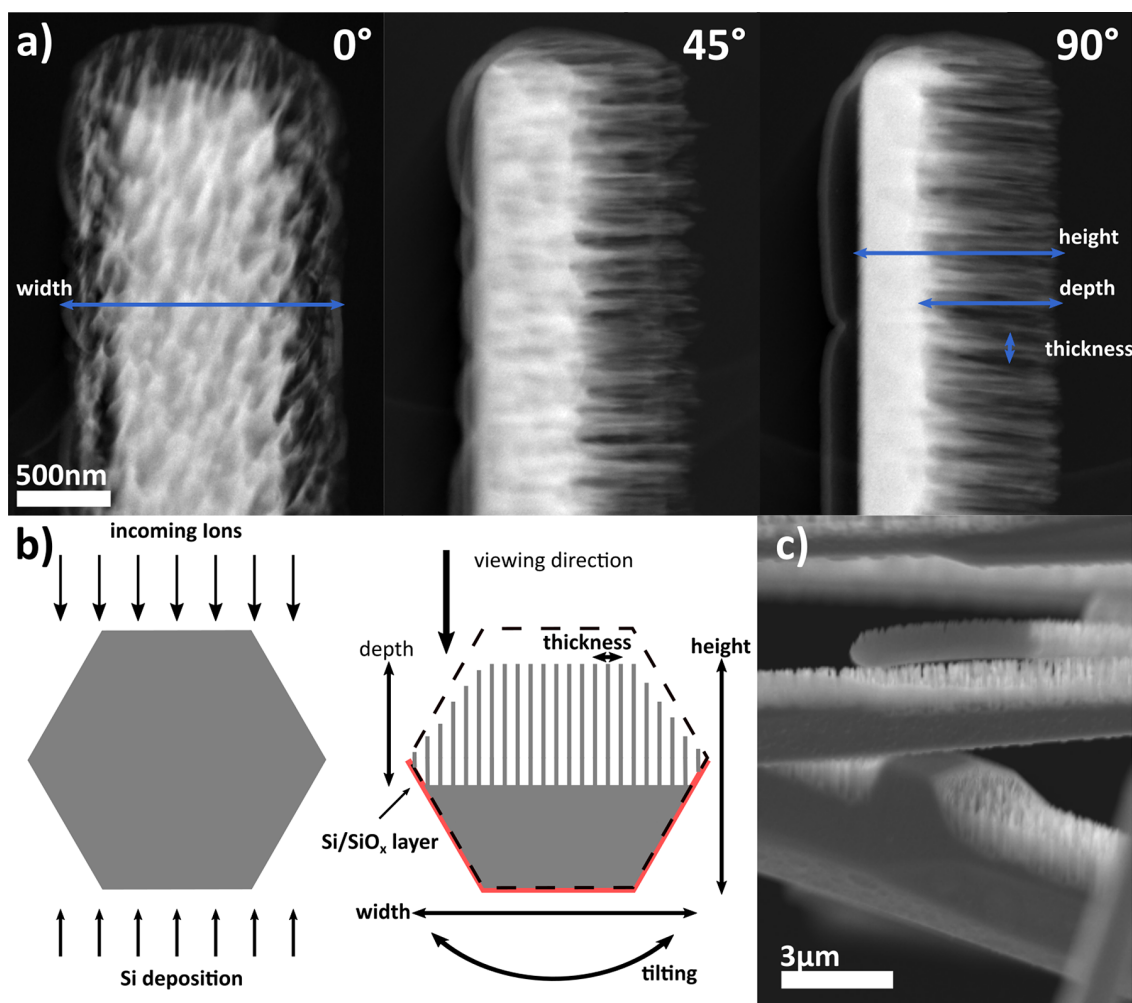 a)
0°
45°
90°
width
height
depth
thickness
500nm
b)
incoming Ions
viewing direction
depth
thickness
height
Si/SiOₓ layer
width
Si deposition
tilting
c)
3µm